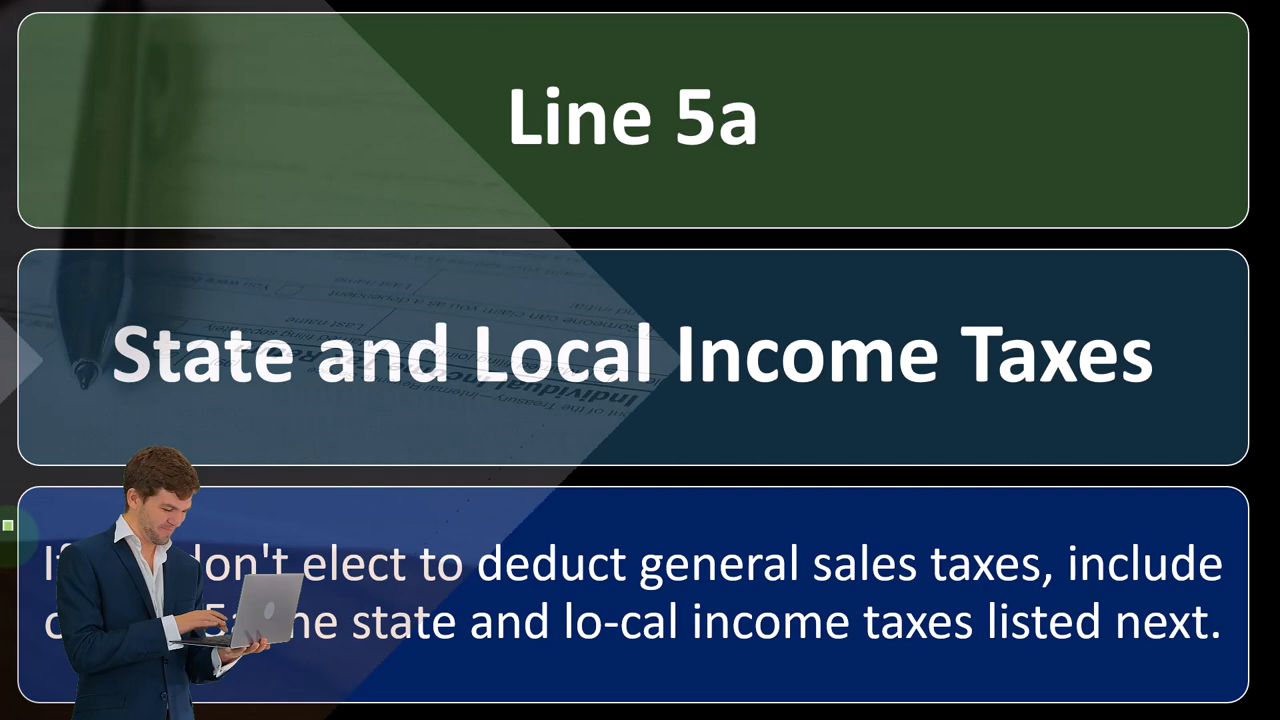 Line 5a
State and Local Income Taxes
don't elect to deduct general sales taxes, include
the state and lo-cal income taxes listed next.